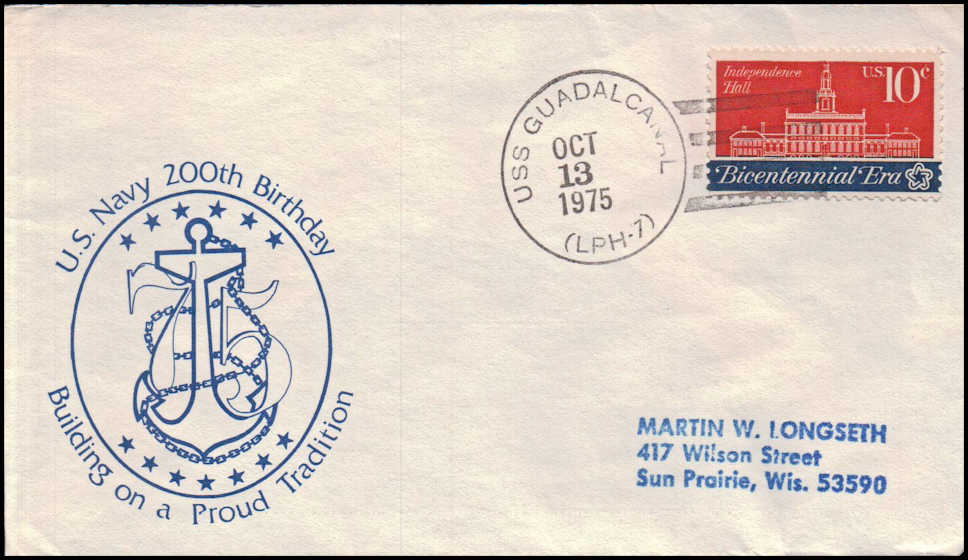 U.S. Navy 200th Birthday
75
Building on a Proud Tradition
USS GUADALCANAL
OCT
13
1975
(LPH-7)
Independence
Hall
U.S. 10c
Bicentennial Era
MARTIN W. LONGSETH
417 Wilson Street
Sun Prairie, Wis. 53590